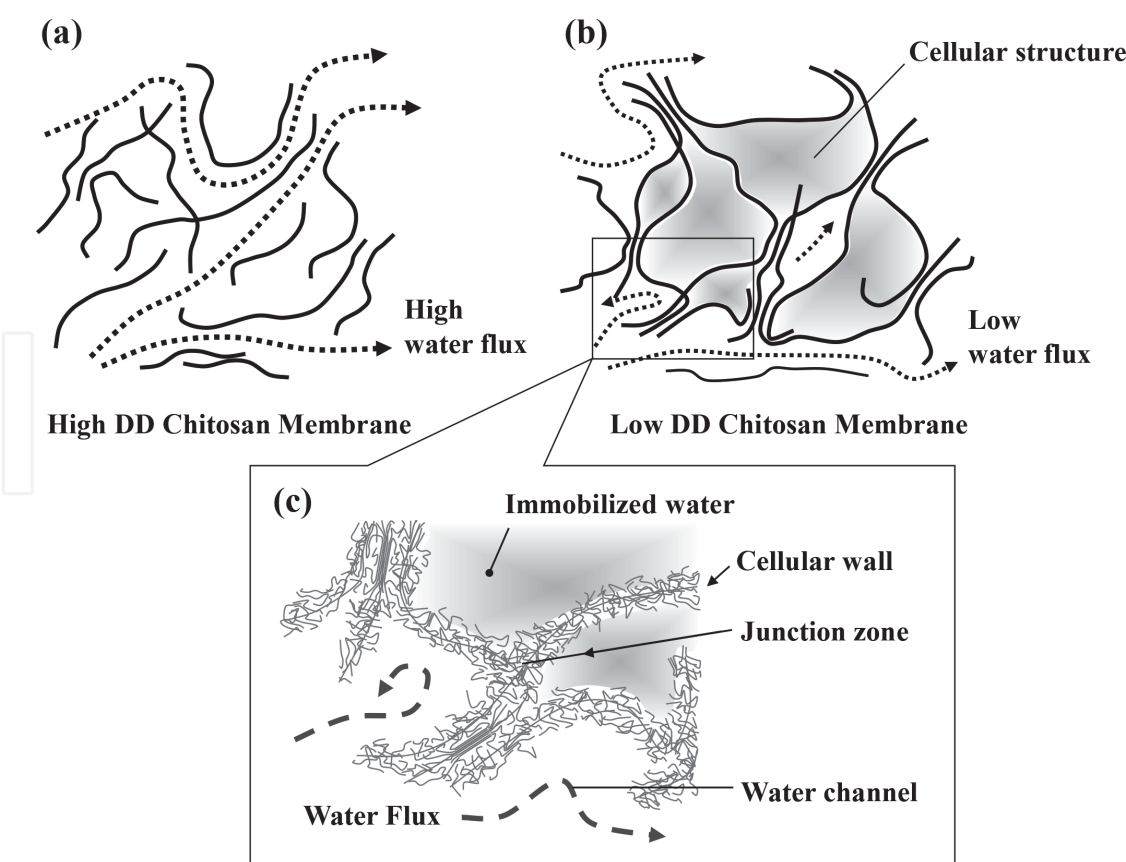 (a)
(b)
Cellular structure
High
water flux
Low
water flux
High DD Chitosan Membrane
Low DD Chitosan Membrane
(c)
Immobilized water
Cellular wall
Junction zone
Water channel
Water Flux